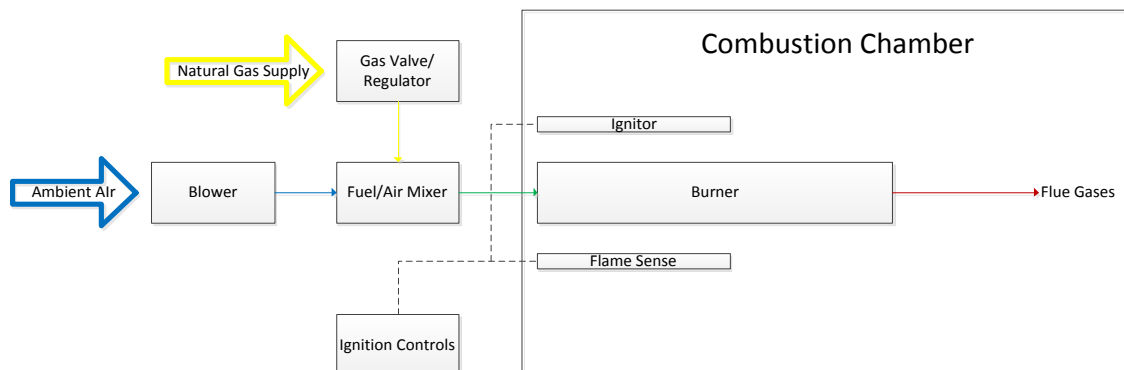 Combustion Chamber
Natural Gas Supply
Gas Valve/
Regulator
Ignitor
Ambient AIr
Blower
Fuel/Air Mixer
Burner
Flue Gases
Flame Sense
Ignition Controls